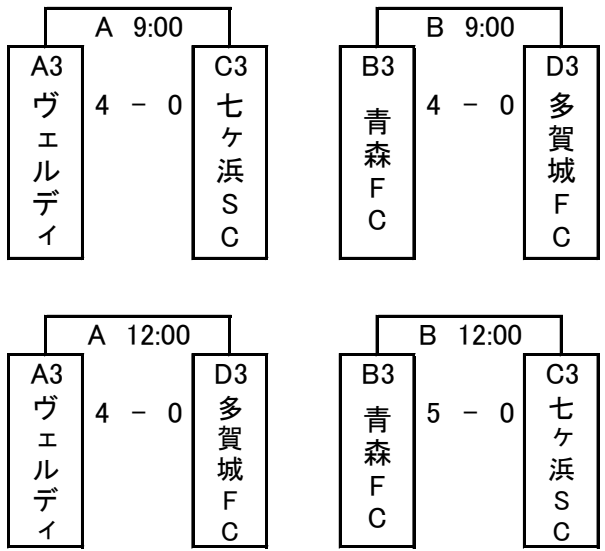 A 9:00
A3
ヴェルディ
4 - 0
C3
七ヶ浜SC
B 9:00
B3
青森FC
4 - 0
D3
多賀城FC
A 12:00
A3
ヴェルディ
4 - 0
D3
多賀城FC
B 12:00
B3
青森FC
5 - 0
C3
七ヶ浜SC